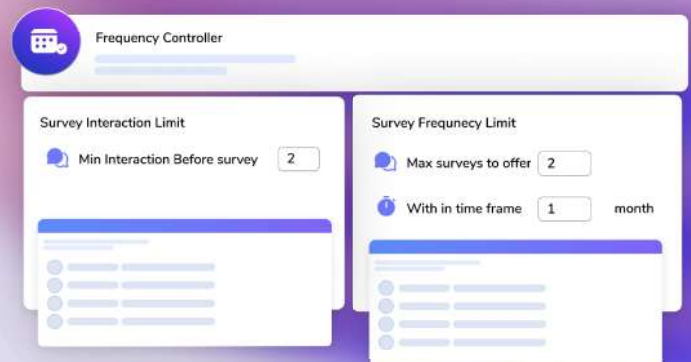 Frequency Controller
Survey Interaction Limit
Min Interaction Before survey 2
Survey Frequnecy Limit
Max surveys to offer 2
With in time frame 1 month